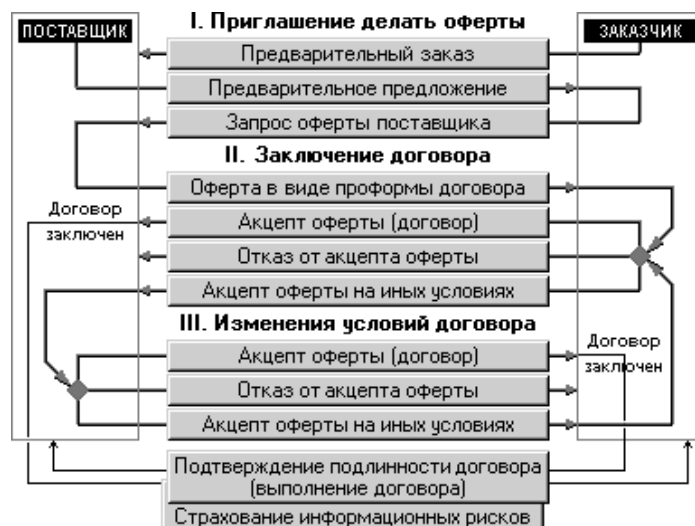 I. Приглашение делать оферты
ПОСТАВЩИК
ЗАКАЗЧИК
Предварительный заказ
Предварительное предложение
Запрос оферты поставщика
II. Заключение договора
Оферта в виде проформы договора
Договор
заключен
Акцепт оферты (договор)
Отказ от акцепта оферты
Акцепт оферты на иных условиях
III. Изменения условий договора
Договор
заключен
Акцепт оферты (договор)
Отказ от акцепта оферты
Акцепт оферты на иных условиях
Подтверждение подлинности договора
(выполнение договора)
Страхование информационных рисков